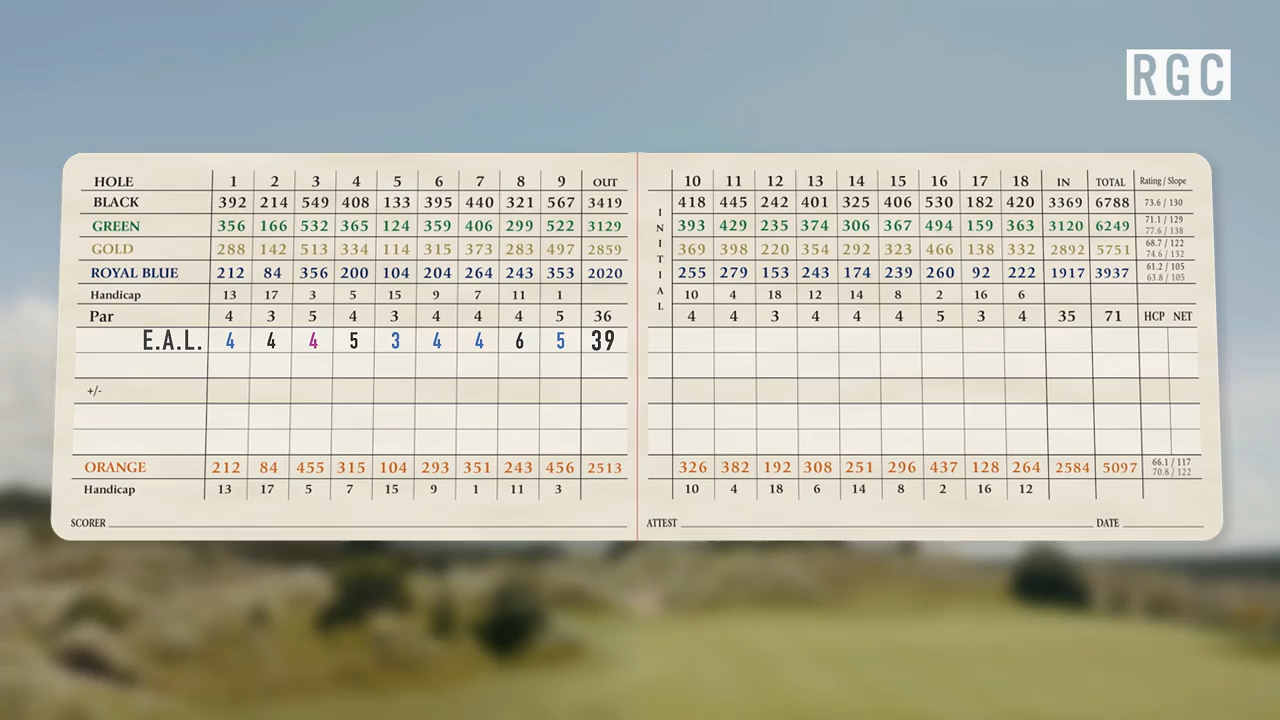 RGC
HOLE 1 2 3 4 5 6 7 8 9 OUT 10 11 12 13 14 15 16 17 18 IN TOTAL Rating / Slope
BLACK 392 214 549 408 133 395 440 321 567 3419 418 445 242 401 325 406 530 182 420 3369 6788 73.6 / 130
GREEN 356 166 532 365 124 359 406 299 522 3129 393 429 235 374 306 367 494 159 363 3120 6249 71.1 / 129 77.6 / 138
GOLD 288 142 513 334 114 315 373 283 497 2859 369 398 220 354 292 323 466 138 332 2892 5751 68.7 / 122 74.6 / 132
ROYAL BLUE 212 84 356 200 104 204 264 243 353 2020 255 279 153 243 174 239 260 92 222 1917 3937 61.2 / 105 63.8 / 105
INITIAL
Handicap 13 17 3 5 15 9 7 11 1 10 4 18 12 14 8 2 16 6
Par 4 3 5 4 3 4 4 4 5 36 4 4 3 4 4 4 5 3 4 35 71 HCP NET
E.A.L. 4 4 4 5 3 4 4 6 5 39
+/-
ORANGE 212 84 455 315 104 293 351 243 456 2513 326 382 192 308 251 296 437 128 264 2584 5097 66.1 / 117 70.8 / 122
Handicap 13 17 5 7 15 9 1 11 3 10 4 18 6 14 8 2 16 12
SCORER ATTEST DATE